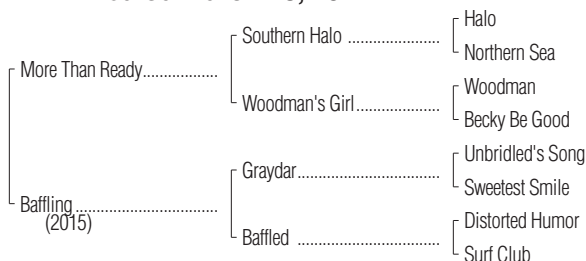 Halo
Southern Halo ..................
Northern Sea
More Than Ready.................
Woodman
Woodman's Girl................
Becky Be Good
Unbridled's Song
Graydar...........................
Sweetest Smile
Baffling ................................
(2015)
Distorted Humor
Baffled ............................
Surf Club